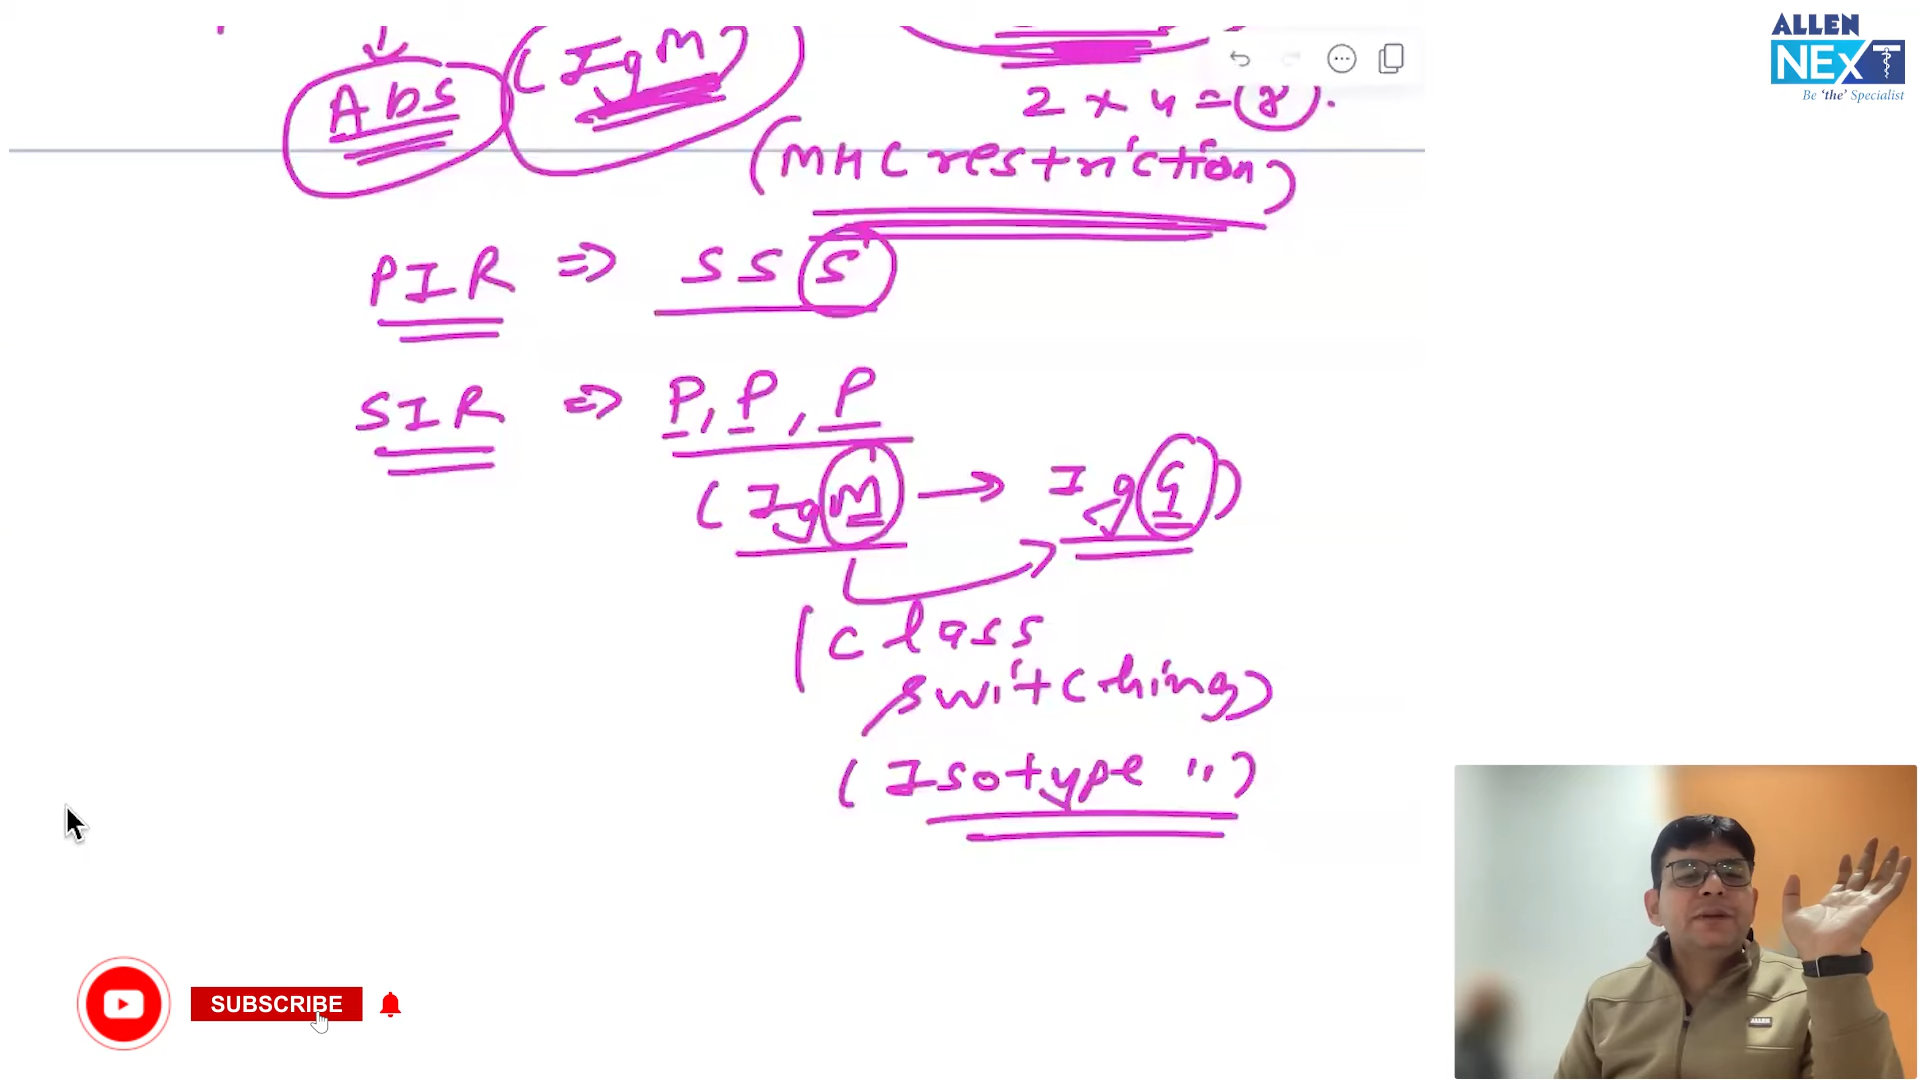 Abs (IgM)
2 x 4 = 8.
(MHC restriction)
PIR ⇒ S S S
SIR ⇒ P, P, P
(IgM → IgG)
(class
switching)
(Isotype ")
ALLEN
NEXT
Be 'the' Specialist
SUBSCRIBE
ALLEN